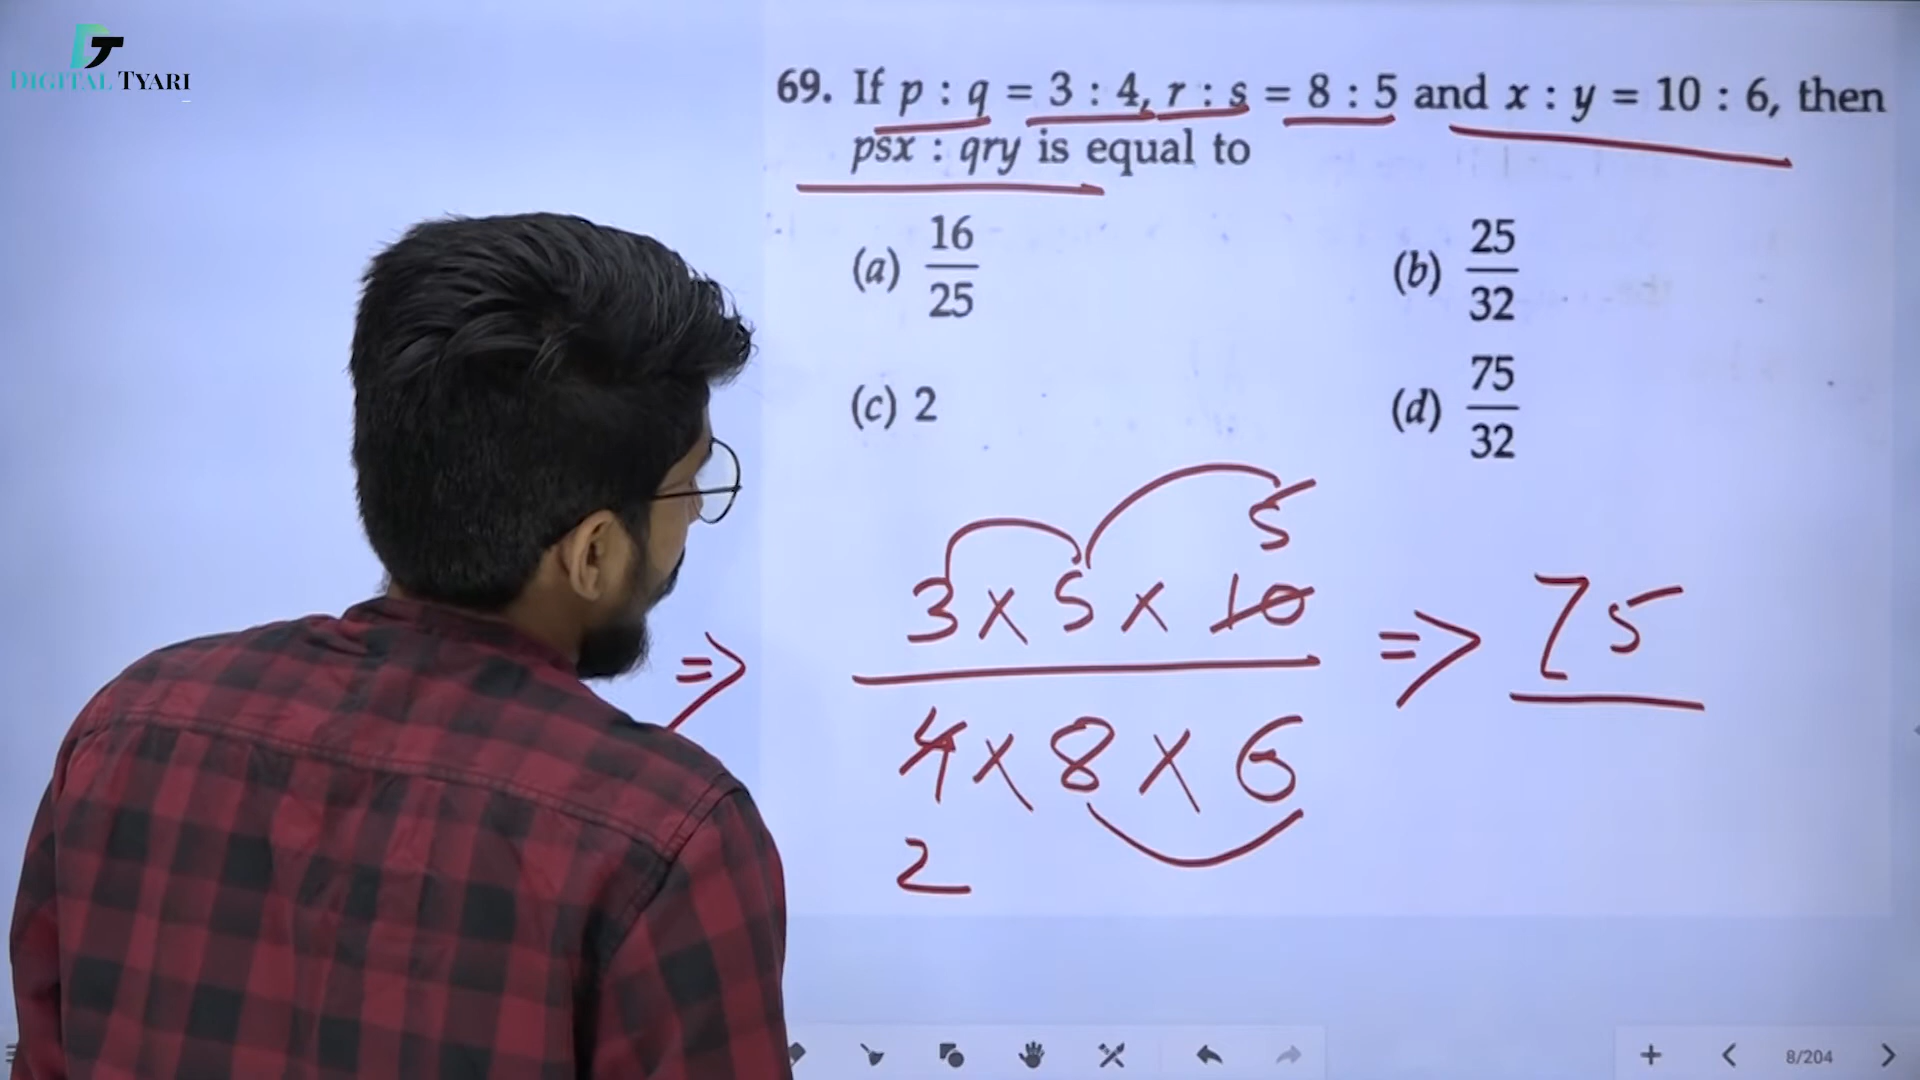 DIGITAL TYARI
69. If p : q = 3 : 4, r : s = 8 : 5 and x : y = 10 : 6, then
psx : qry is equal to
(a) 16/25
(b) 25/32
(c) 2
(d) 75/32
5
3 × 5 × 10
⇒ ⇒ 75
4 × 8 × 6
2
8/204